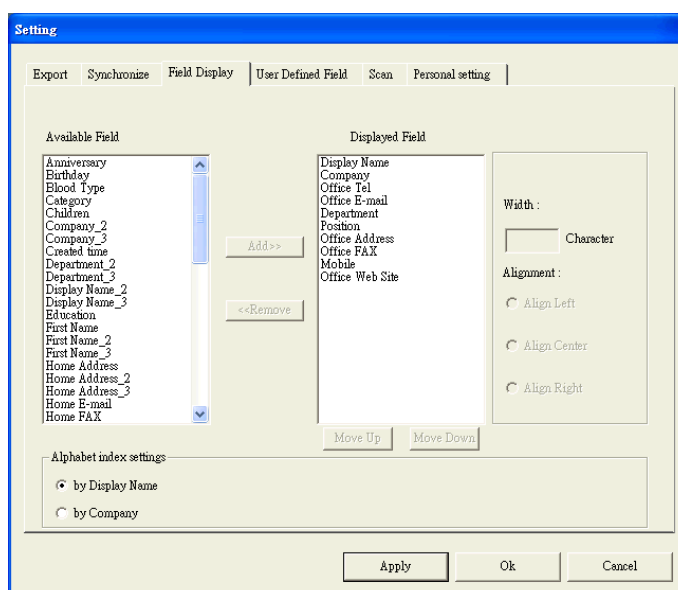 Setting
Export Synchronize Field Display User Defined Field Scan Personal setting
Available Field
Displayed Field
Anniversary
Birthday
Blood Type
Category
Children
Company_2
Company_3
Created time
Department_2
Department_3
Display Name_2
Display Name_3
Education
First Name
First Name_2
First Name_3
Home Address
Home Address_2
Home Address_3
Home E-mail
Home FAX
Add>>
<<Remove
Display Name
Company
Office Tel
Office E-mail
Department
Position
Office Address
Office FAX
Mobile
Office Web Site
Move Up Move Down
Width :
Character
Alignment :
Align Left
Align Center
Align Right
Alphabet index settings
by Display Name
by Company
Apply Ok Cancel